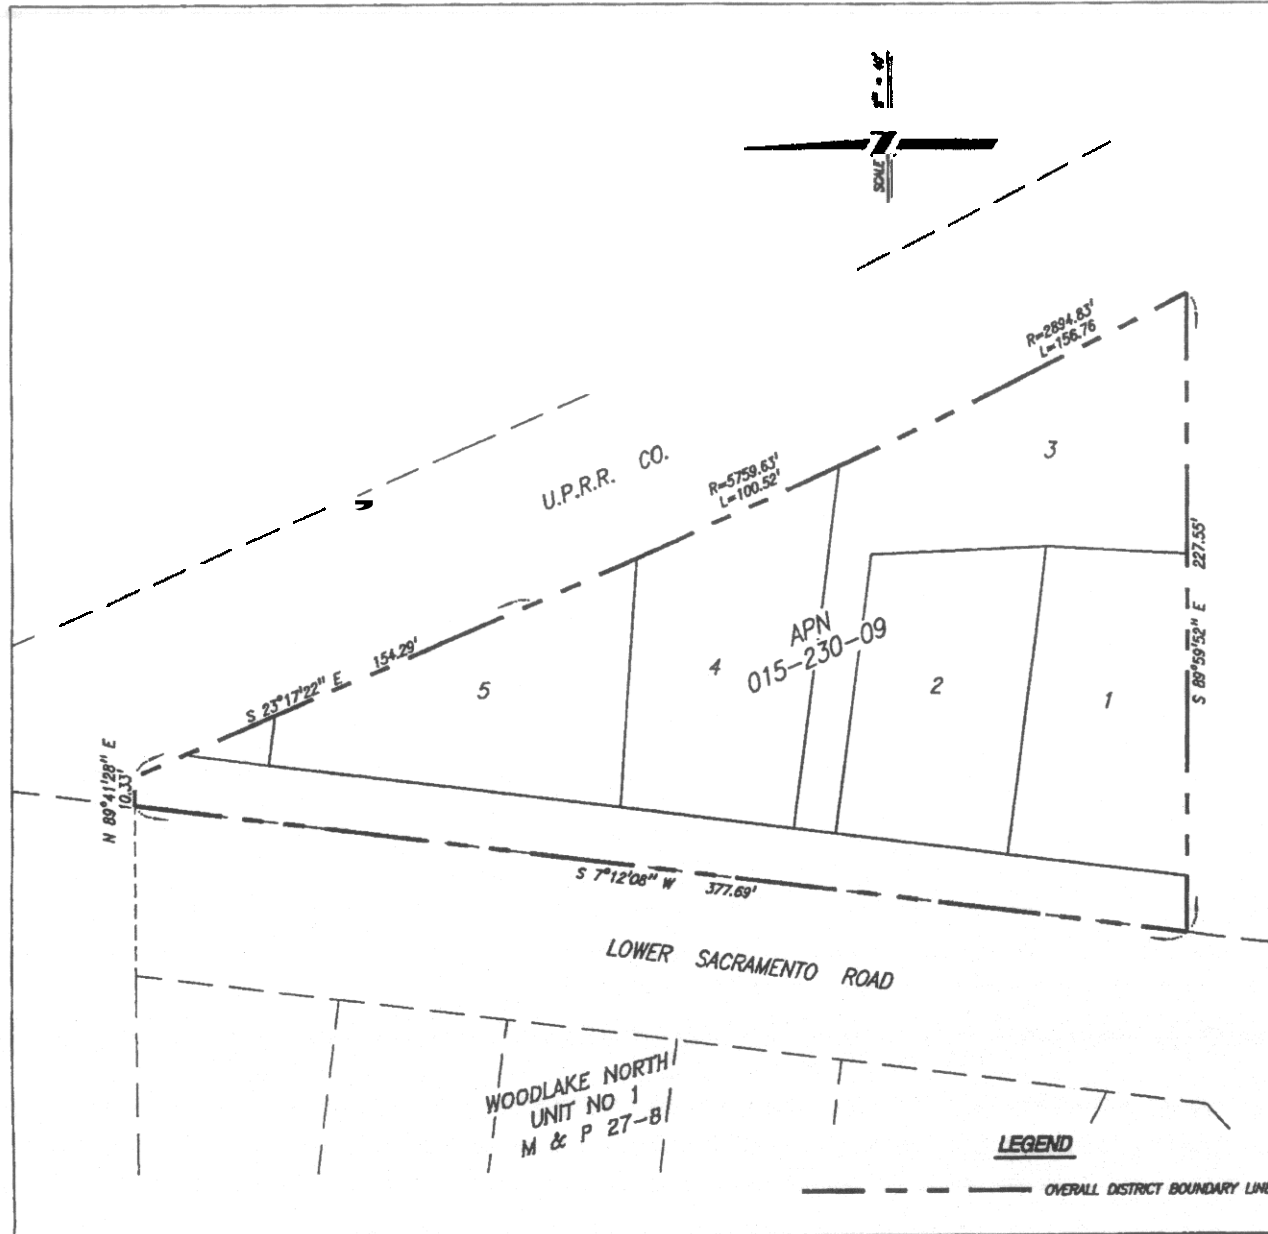 SCALE 1" = 40'
R=2894.83'
L=156.76
3
U.P.R.R. CO.
R=5759.63'
L=100.52'
227.55'
S 89°59'52" E
APN
015-230-09
154.29'
S 23°17'22" E
5
4
2
1
N 89°41'28" E
10.33'
S 7°12'08" W 377.69'
LOWER SACRAMENTO ROAD
WOODLAKE NORTH
UNIT NO 1
M & P 27-8
LEGEND
OVERALL DISTRICT BOUNDARY LINE